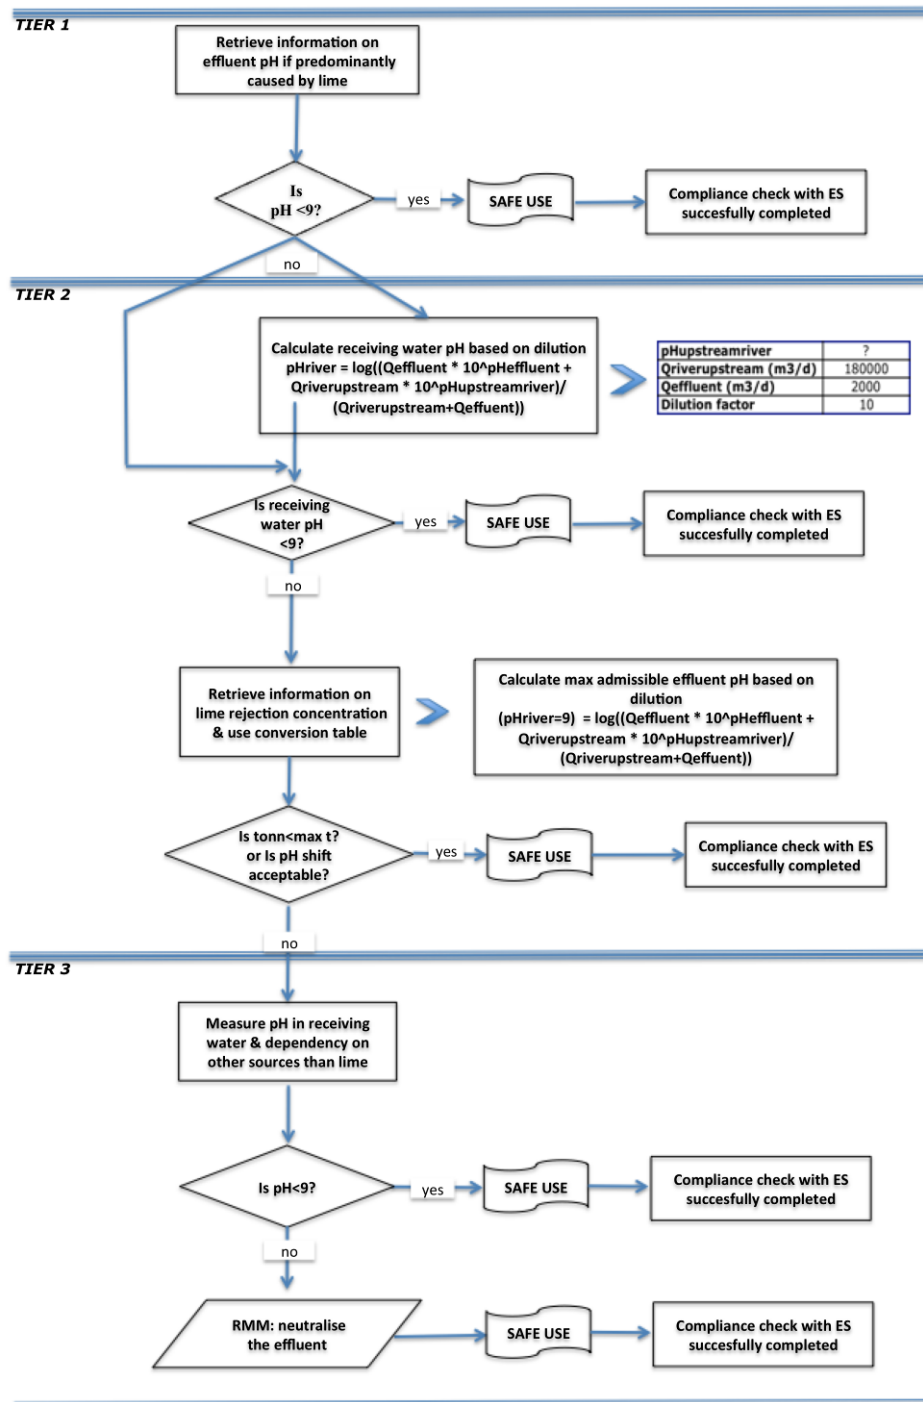 TIER 1
Retrieve information on
effluent pH if predominantly
caused by lime
Is
pH <9?
yes
SAFE USE
Compliance check with ES
succesfully completed
no
TIER 2
Calculate receiving water pH based on dilution
pHriver = log((Qeffluent * 10^pHeffluent +
Qriverupstream * 10^pHupstreamriver)/
(Qriverupstream+Qeffuent))
pHupstreamriver ?
Qriverupstream (m3/d) 180000
Qeffluent (m3/d) 2000
Dilution factor 10
Is receiving
water pH
<9?
yes
SAFE USE
Compliance check with ES
succesfully completed
no
Retrieve information on
lime rejection concentration
& use conversion table
Calculate max admissible effluent pH based on
dilution
(pHriver=9) = log((Qeffluent * 10^pHeffluent +
Qriverupstream * 10^pHupstreamriver)/
(Qriverupstream+Qeffuent))
Is tonn<max t?
or Is pH shift
acceptable?
yes
SAFE USE
Compliance check with ES
succesfully completed
no
TIER 3
Measure pH in receiving
water & dependency on
other sources than lime
Is pH<9?
yes
SAFE USE
Compliance check with ES
succesfully completed
no
RMM: neutralise
the effluent
SAFE USE
Compliance check with ES
succesfully completed